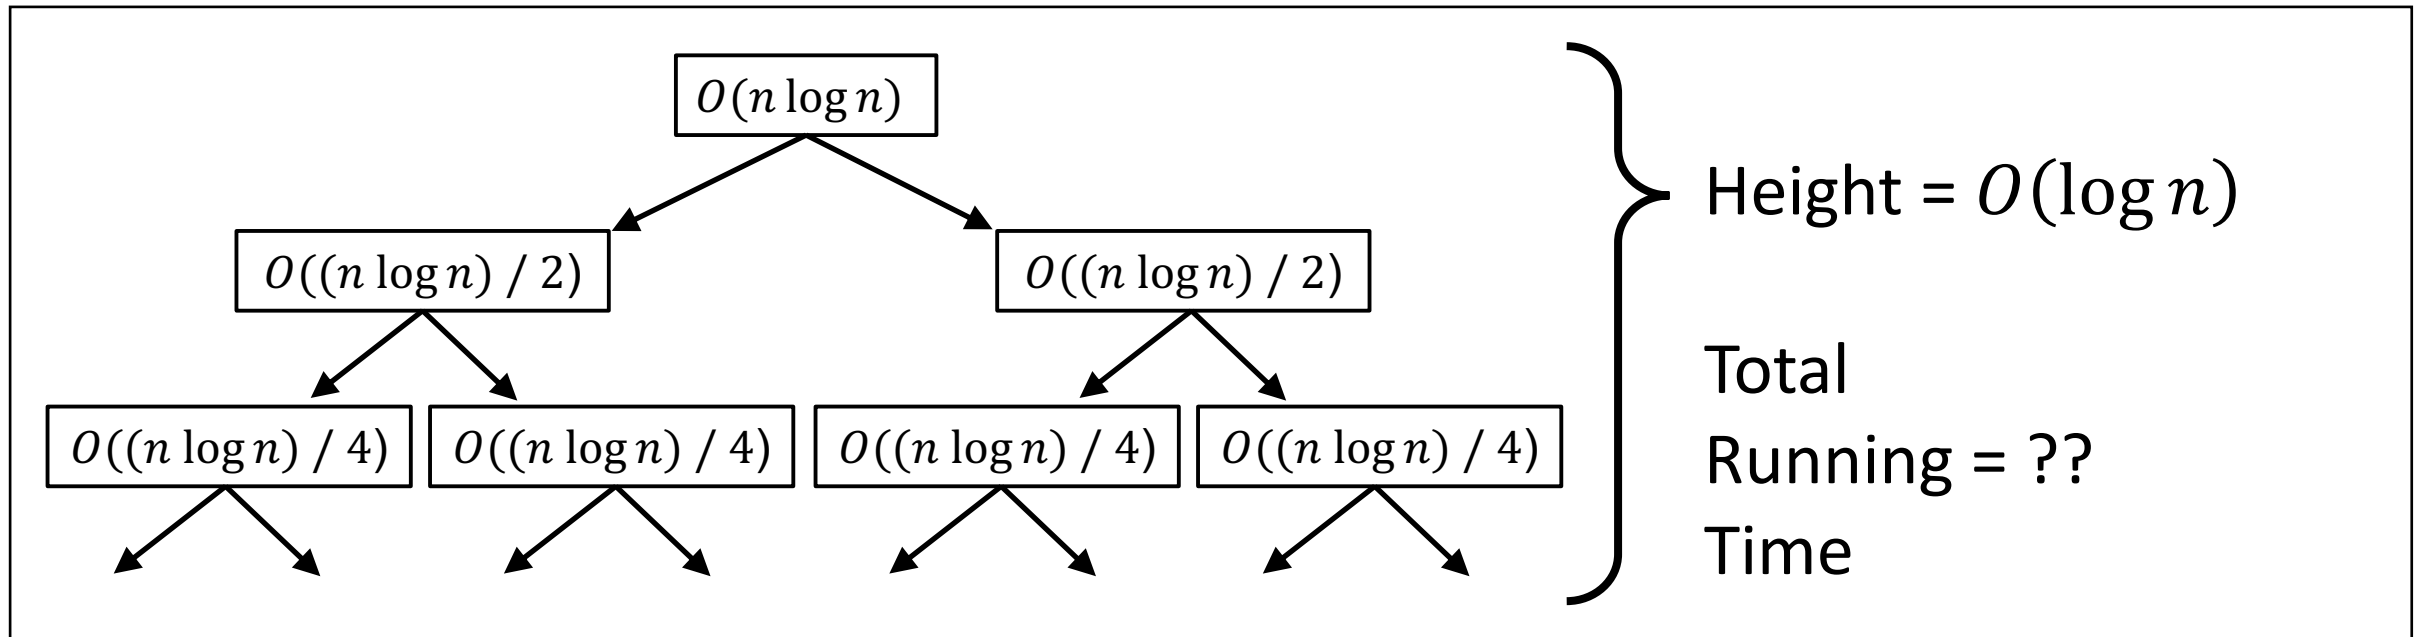 O(n log n)
Height = O(log n)
O((n log n) / 2)
O((n log n) / 2)
Total
O((n log n) / 4)
O((n log n) / 4)
O((n log n) / 4)
O((n log n) / 4)
Running = ??
Time